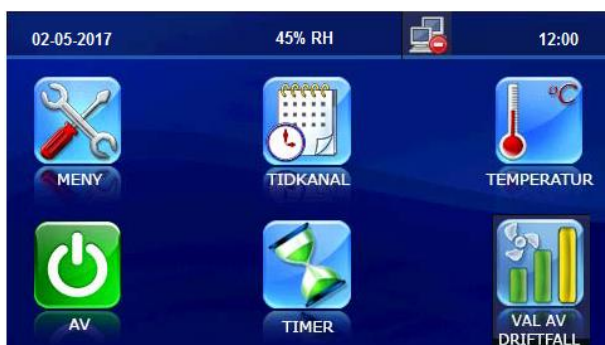 02-05-2017 45% RH 12:00
°C
MENY TIDKANAL TEMPERATUR
AV TIMER VAL AV
DRIFTFALL